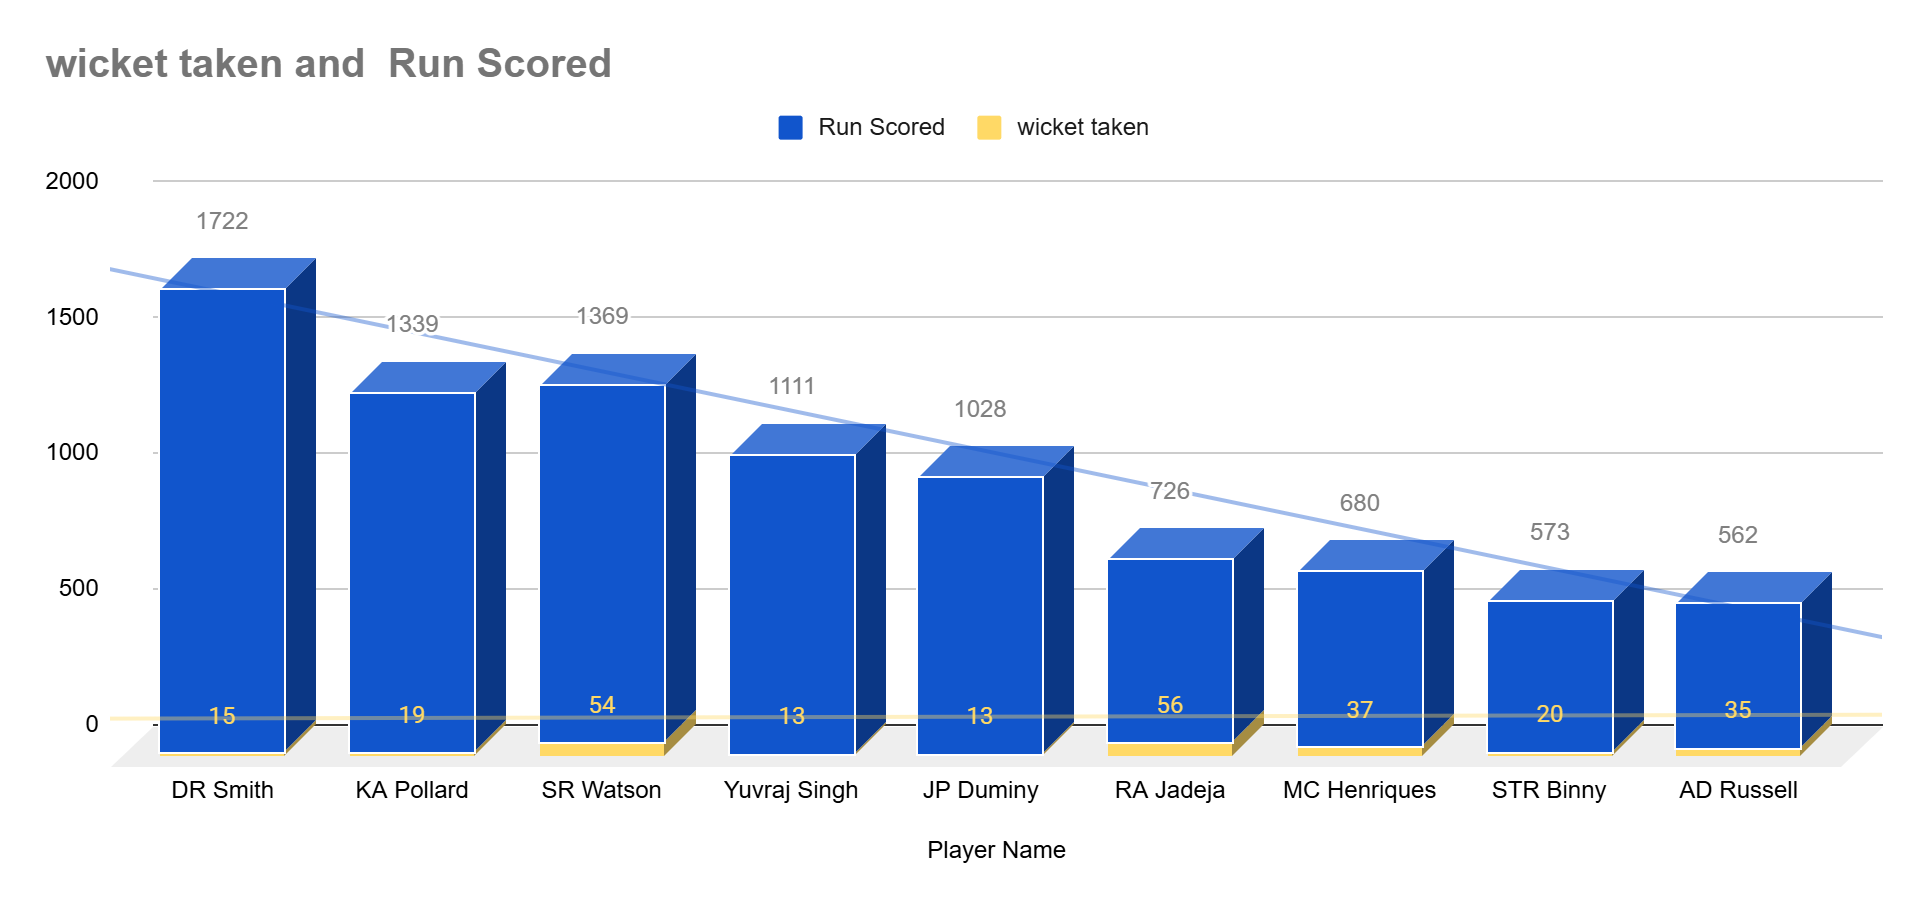 wicket taken and  Run Scored
Run Scored
wicket taken
2000
1500
1000
500
0
1722
1339
1369
1111
1028
726
680
573
562
15
19
54
13
13
56
37
20
35
DR Smith
KA Pollard
SR Watson
Yuvraj Singh
JP Duminy
RA Jadeja
MC Henriques
STR Binny
AD Russell
Player Name